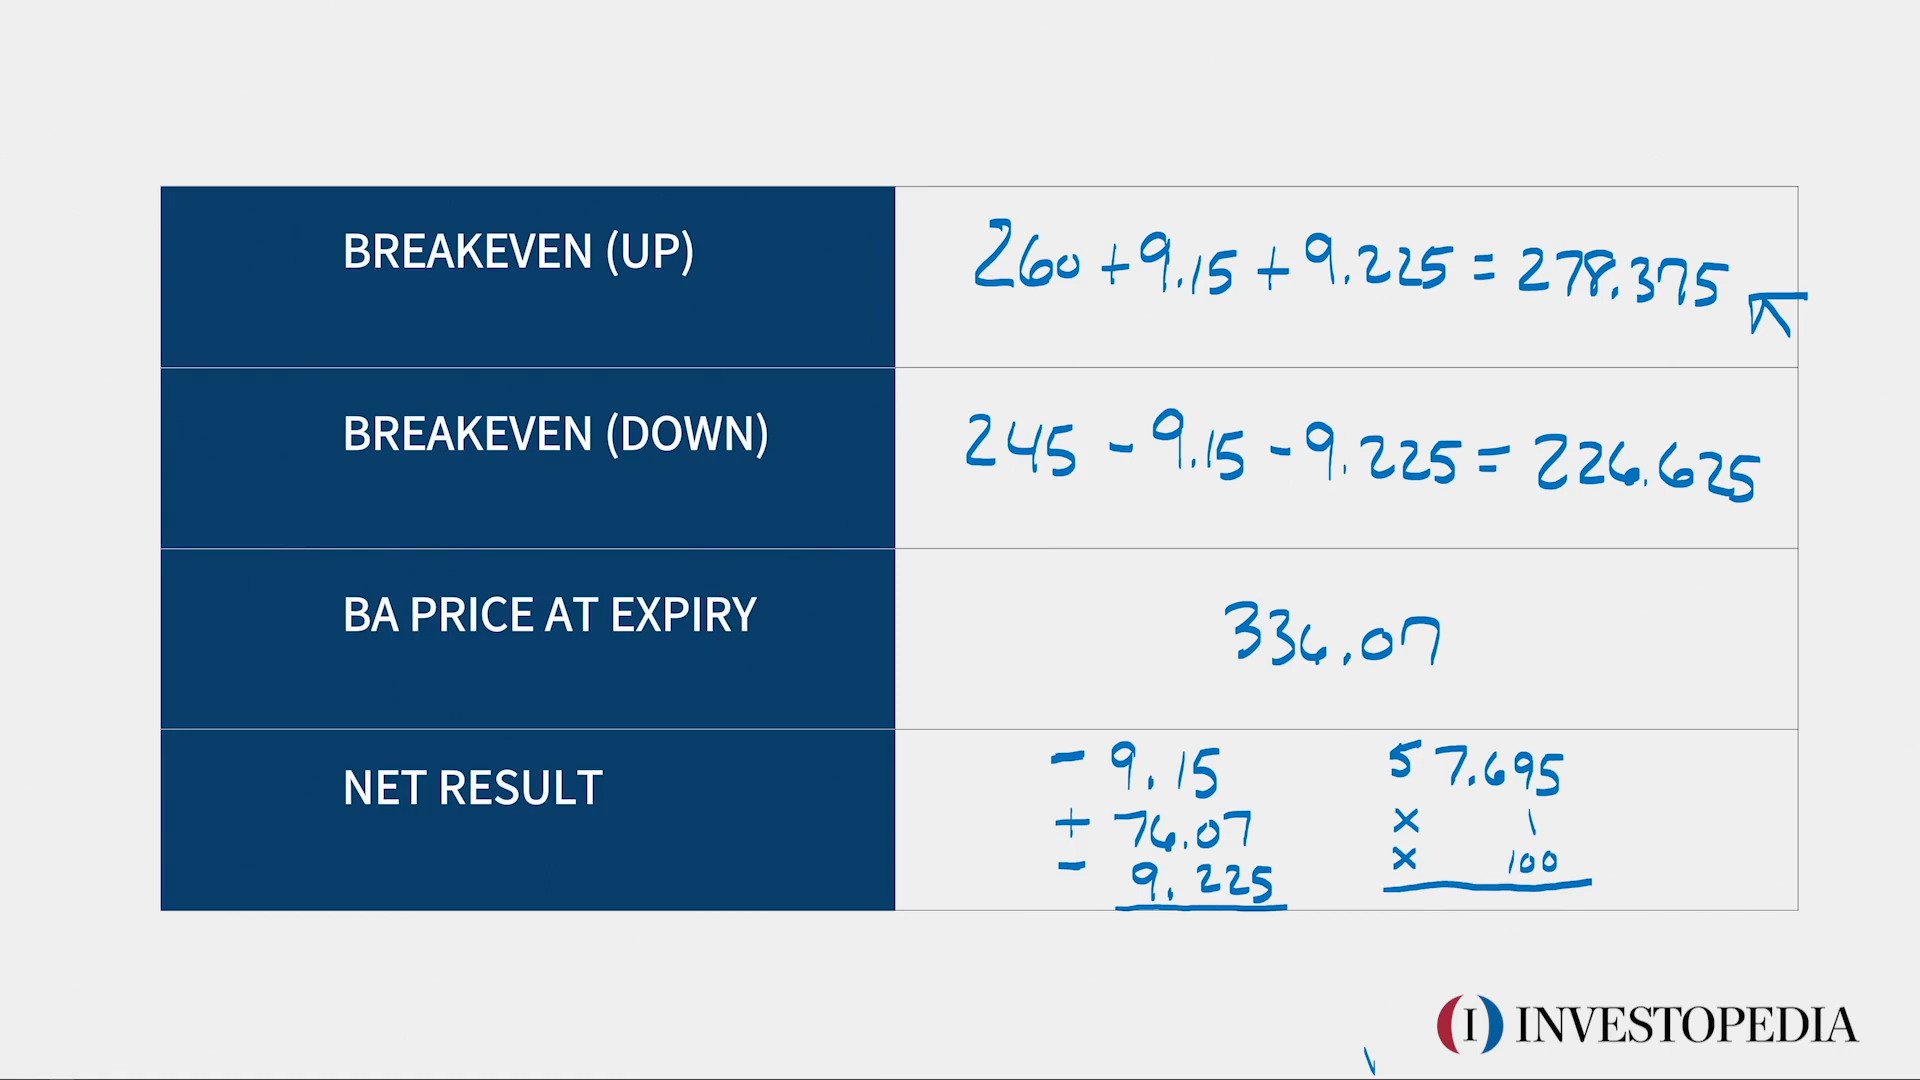 BREAKEVEN (UP)
260 + 9.15 + 9.225 = 278.375
BREAKEVEN (DOWN)
245 - 9.15 - 9.225 = 226.625
BA PRICE AT EXPIRY
336.07
NET RESULT
- 9.15
+ 76.07
- 9.225
57.695
x 1
x 100
INVESTOPEDIA